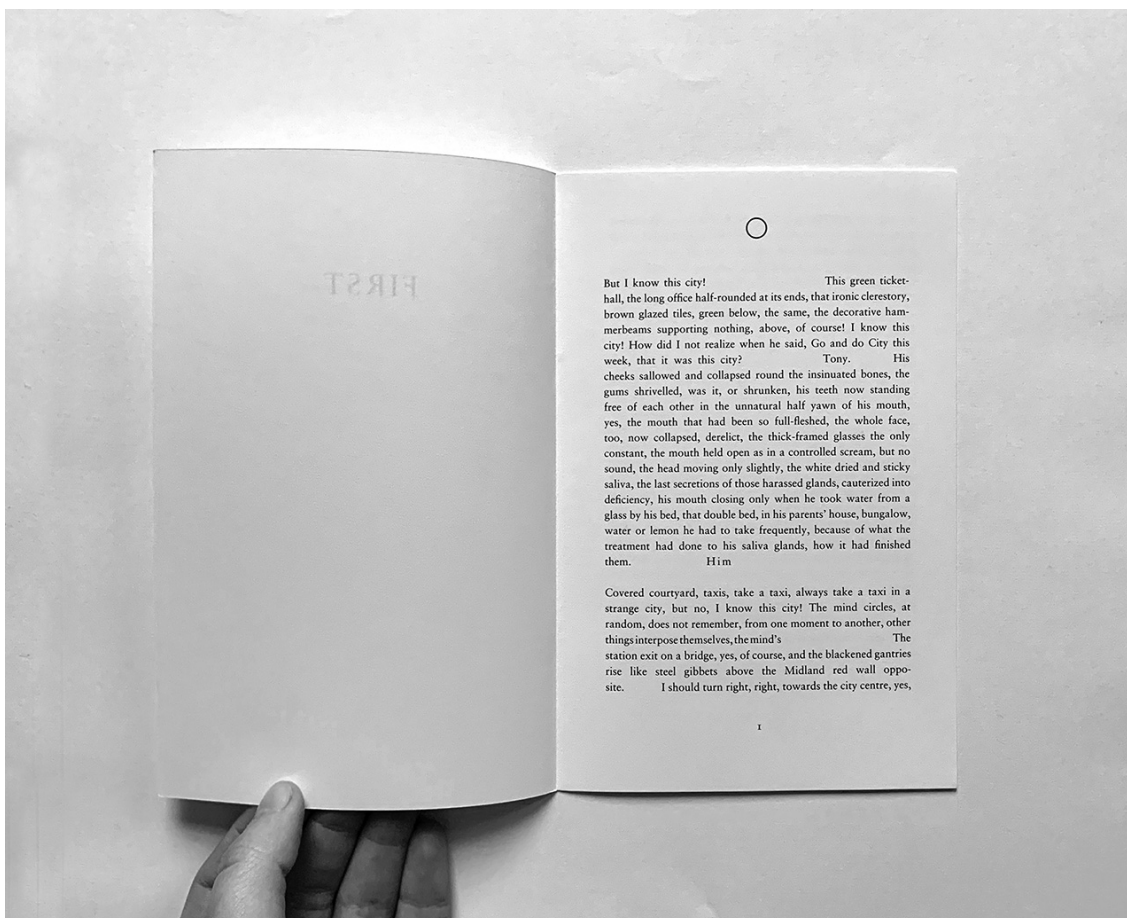 FIRST
But I know this city! This green ticket-
hall, the long office half-rounded at its ends, that ironic clerestory,
brown glazed tiles, green below, the same, the decorative ham-
merbeams supporting nothing, above, of course! I know this
city! How did I not realize when he said, Go and do City this
week, that it was this city? Tony. His
cheeks sallowed and collapsed round the insinuated bones, the
gums shrivelled, was it, or shrunken, his teeth now standing
free of each other in the unnatural half yawn of his mouth,
yes, the mouth that had been so full-fleshed, the whole face,
too, now collapsed, derelict, the thick-framed glasses the only
constant, the mouth held open as in a controlled scream, but no
sound, the head moving only slightly, the white dried and sticky
saliva, the last secretions of those harassed glands, cauterized into
deficiency, his mouth closing only when he took water from a
glass by his bed, that double bed, in his parents' house, bungalow,
water or lemon he had to take frequently, because of what the
treatment had done to his saliva glands, how it had finished
them. Him
Covered courtyard, taxis, take a taxi, always take a taxi in a
strange city, but no, I know this city! The mind circles, at
random, does not remember, from one moment to another, other
things interpose themselves, the mind's The
station exit on a bridge, yes, of course, and the blackened gantries
rise like steel gibbets above the Midland red wall oppo-
site. I should turn right, right, towards the city centre, yes,
1